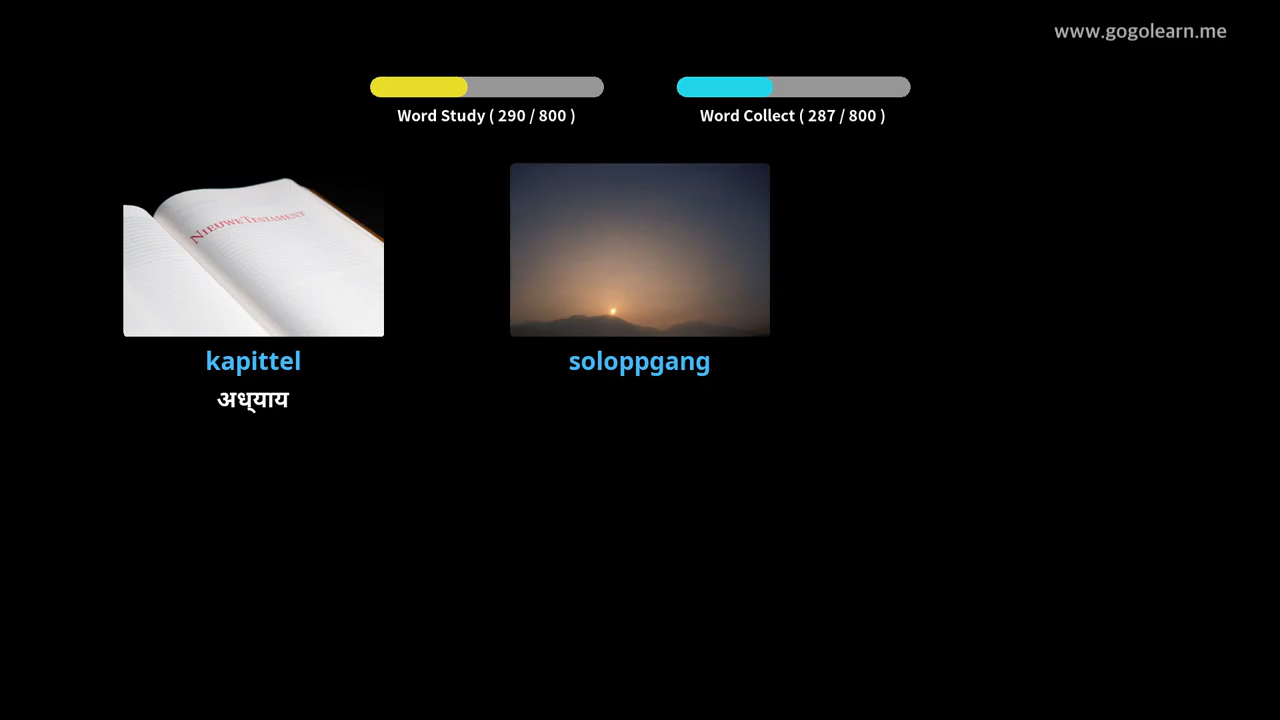 www.gogolearn.me
Word Study ( 290 / 800 )
Word Collect ( 287 / 800 )
NIEUWE TESTAMENT
kapittel
soloppgang
अध्याय